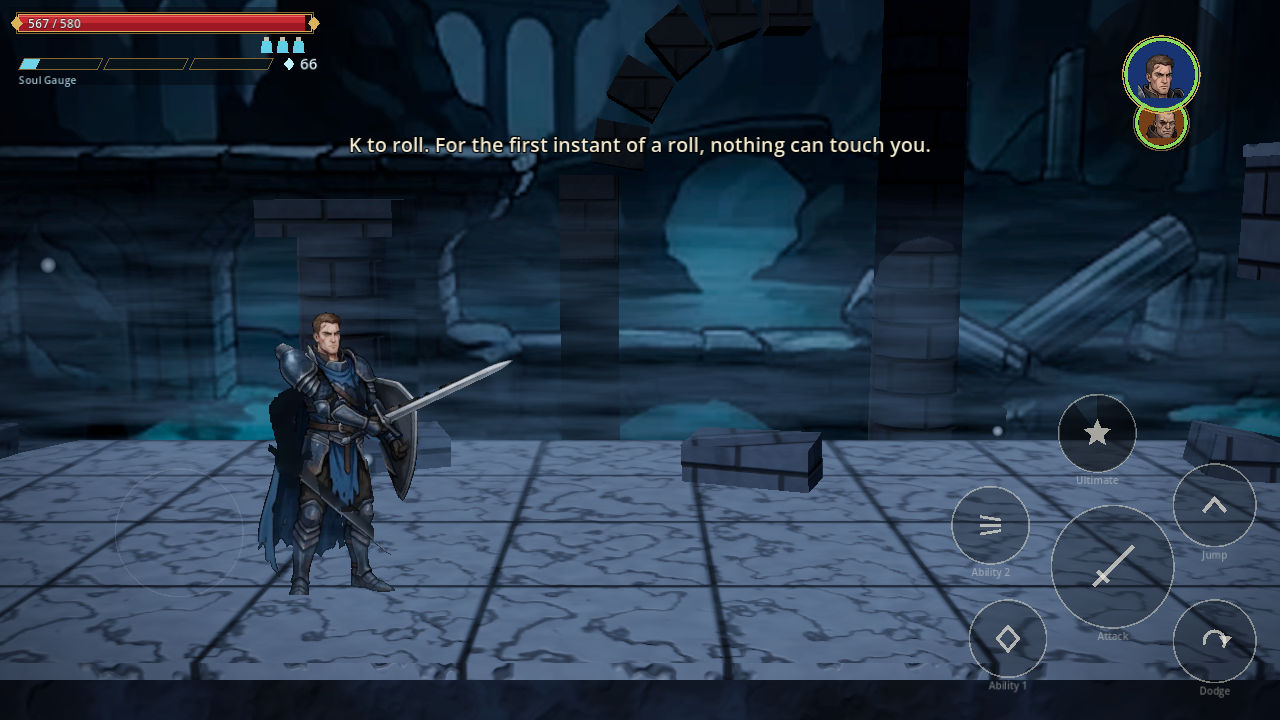 567 / 580
66
Soul Gauge
K to roll. For the first instant of a roll, nothing can touch you.
Ultimate
Jump
Ability 2
Attack
Ability 1
Dodge